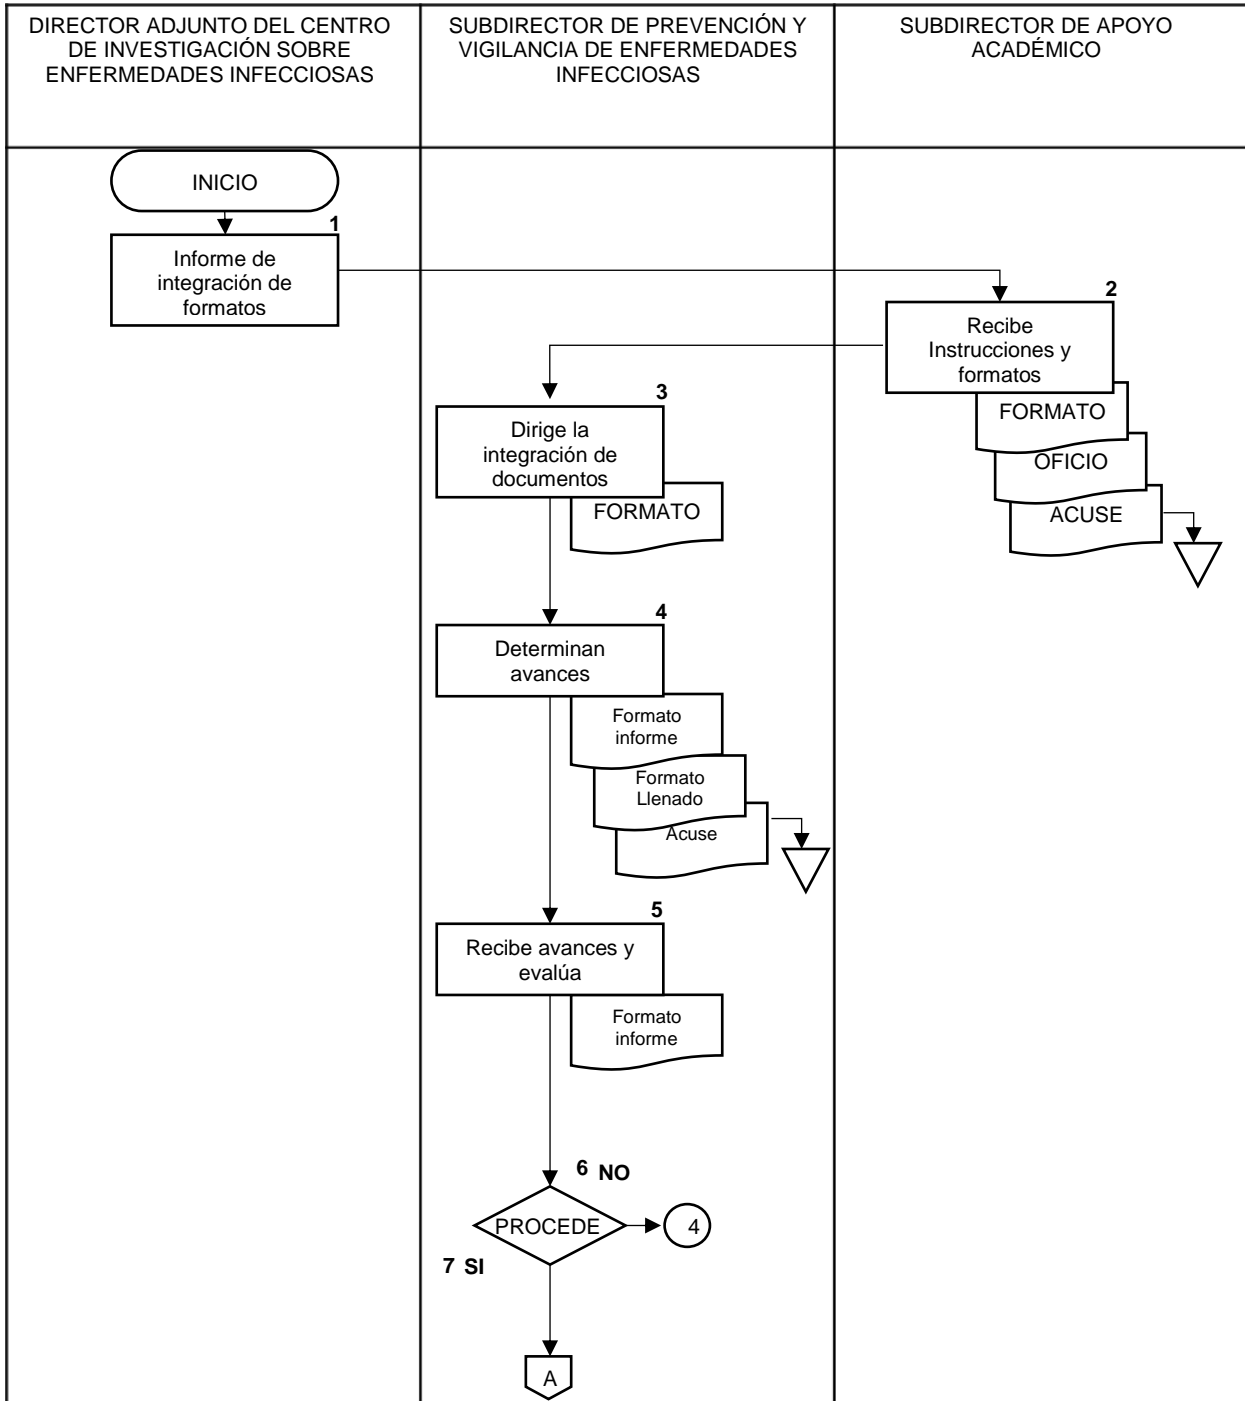 DIRECTOR ADJUNTO DEL CENTRO
DE INVESTIGACIÓN SOBRE
ENFERMEDADES INFECCIOSAS
SUBDIRECTOR DE PREVENCIÓN Y
VIGILANCIA DE ENFERMEDADES
INFECCIOSAS
SUBDIRECTOR DE APOYO
ACADÉMICO
INICIO
1
Informe de
integración de
formatos
2
Recibe
Instrucciones y
formatos
FORMATO
OFICIO
ACUSE
3
Dirige la
integración de
documentos
FORMATO
4
Determinan
avances
Formato
informe
Formato
Llenado
Acuse
5
Recibe avances y
evalúa
Formato
informe
6 NO
PROCEDE
4
7 SI
A